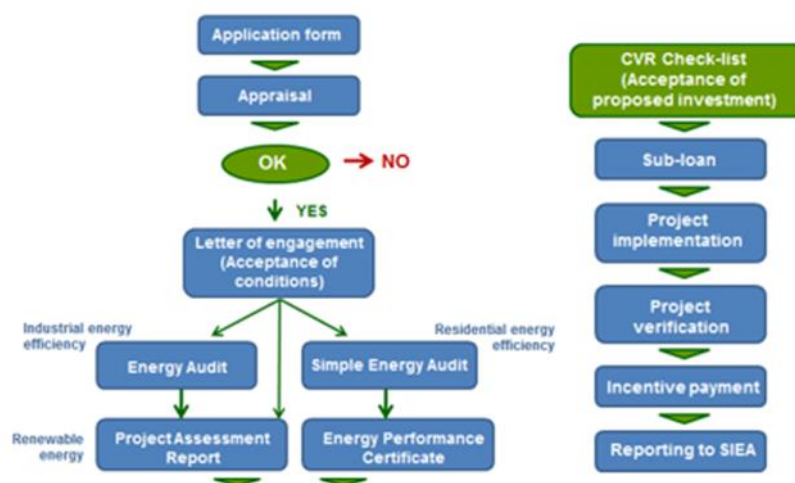 Application form
Appraisal
OK
NO
YES
Letter of engagement
(Acceptance of
conditions)
Industrial energy
efficiency
Residential energy
efficiency
Energy Audit
Simple Energy Audit
Renewable
energy
Project Assessment
Report
Energy Performance
Certificate
CVR Check-list
(Acceptance of
proposed investment)
Sub-loan
Project
implementation
Project
verification
Incentive payment
Reporting to SIEA